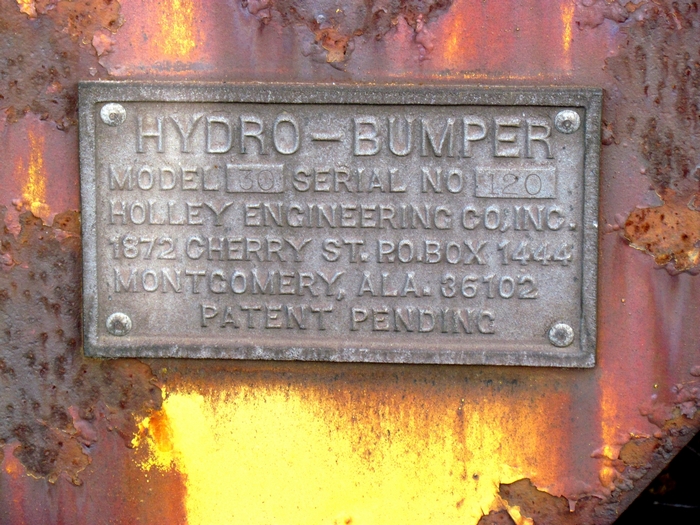 HYDRO-BUMPER
MODEL 30 SERIAL NO 120
HOLLEY ENGINEERING CO, INC.
1872 CHERRY ST. P.O. BOX 1444
MONTGOMERY, ALA. 36102
PATENT PENDING